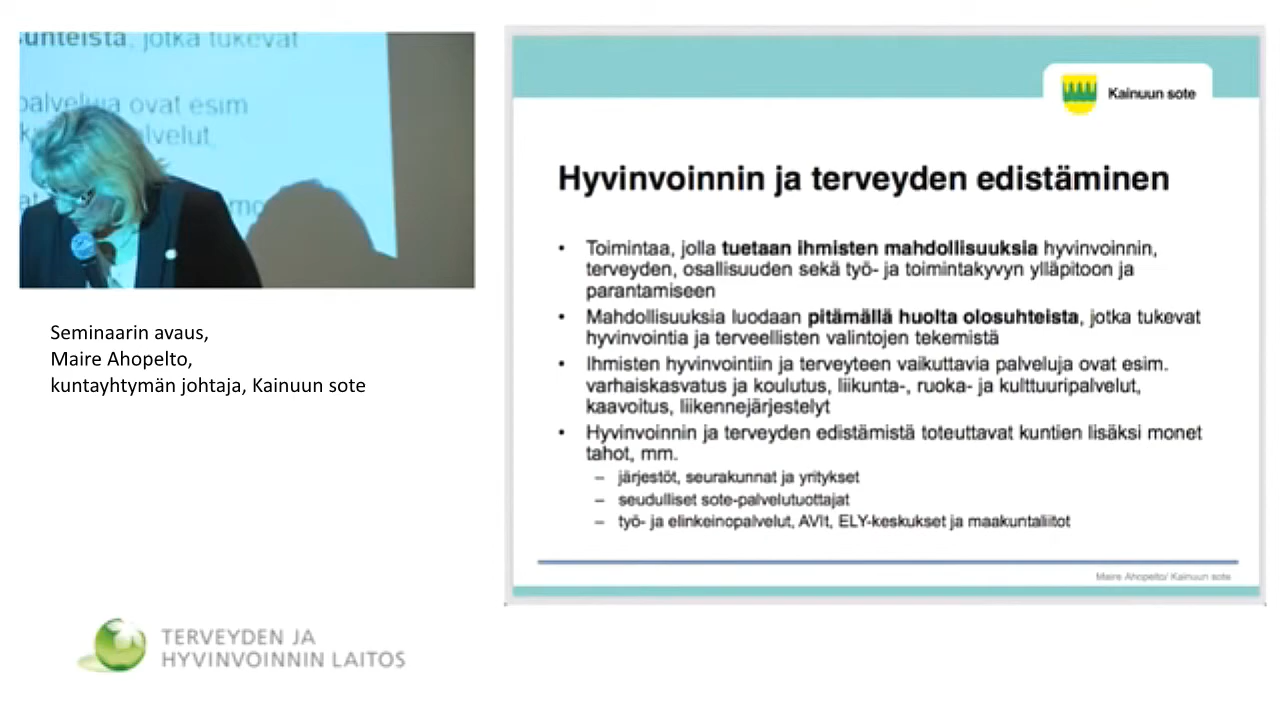 sunteista, jotka tukevat
palveluja ovat esim
alvelut,
mo
Seminaarin avaus,
Maire Ahopelto,
kuntayhtymän johtaja, Kainuun sote
TERVEYDEN JA
HYVINVOINNIN LAITOS
Kainuun sote
Hyvinvoinnin ja terveyden edistäminen
• Toimintaa, jolla tuetaan ihmisten mahdollisuuksia hyvinvoinnin,
terveyden, osallisuuden sekä työ- ja toimintakyvyn ylläpitoon ja
parantamiseen
• Mahdollisuuksia luodaan pitämällä huolta olosuhteista, jotka tukevat
hyvinvointia ja terveellisten valintojen tekemistä
• Ihmisten hyvinvointiin ja terveyteen vaikuttavia palveluja ovat esim.
varhaiskasvatus ja koulutus, liikunta-, ruoka- ja kulttuuripalvelut,
kaavoitus, liikennejärjestelyt
• Hyvinvoinnin ja terveyden edistämistä toteuttavat kuntien lisäksi monet
tahot, mm.
– järjestöt, seurakunnat ja yritykset
– seudulliset sote-palvelutuottajat
– työ- ja elinkeinopalvelut, AVIt, ELY-keskukset ja maakuntaliitot
Maire Ahopelto/ Kainuun sote